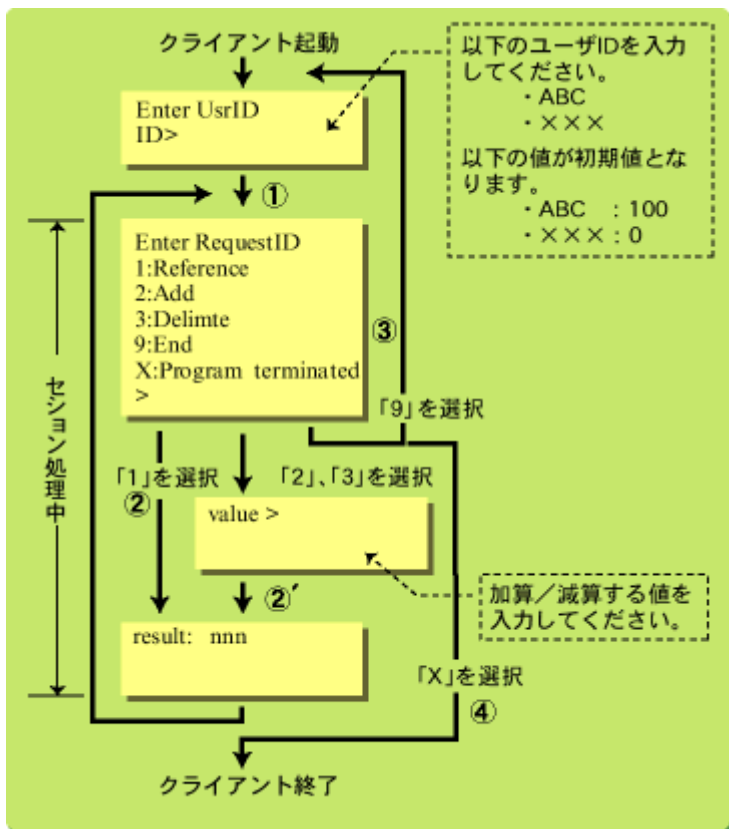 クライアント起動
以下のユーザIDを入力
してください。
・ABC
・×××
以下の値が初期値とな
ります。
・ABC ：100
・×××：0
Enter UsrID
ID>
①
Enter RequestID
1:Reference
2:Add
3:Delimte
9:End
X:Program terminated
>
③
「9」を選択
セション処理中
「1」を選択
②
「2」、「3」を選択
value >
②′
加算／減算する値を
入力してください。
result: nnn
「X」を選択
④
クライアント終了